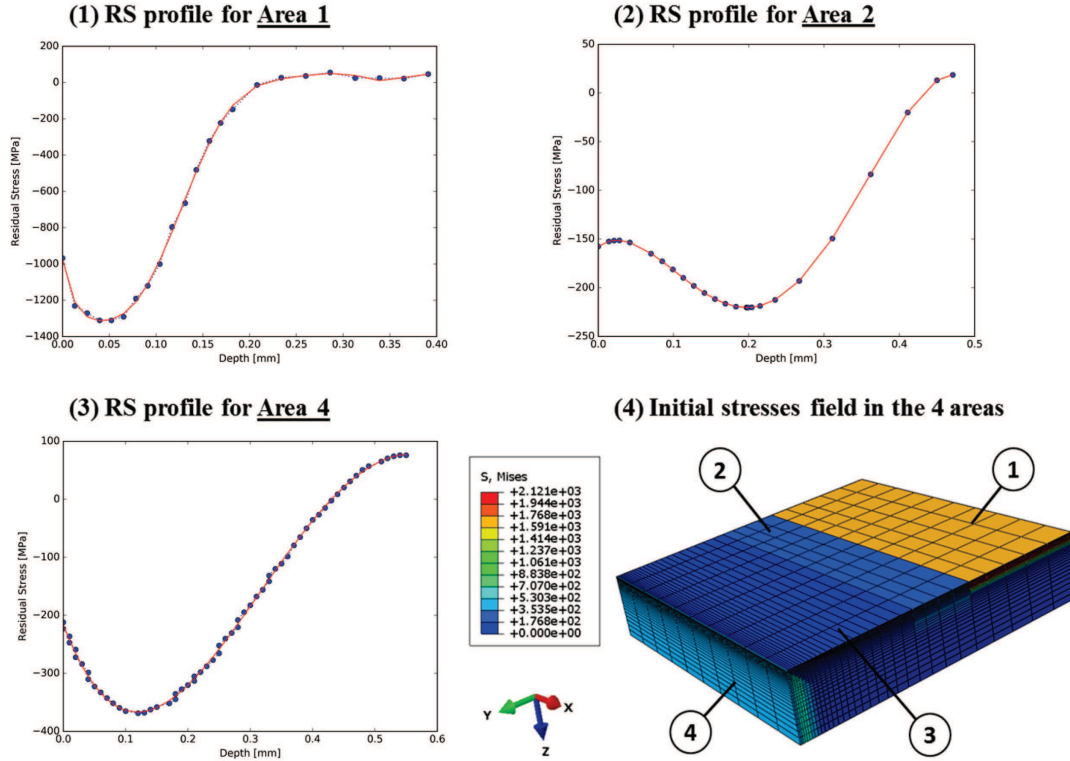 (1) RS profile for Area 1
200
0
−200
−400
−600
−800
−1000
−1200
−1400
Residual Stress [MPa]
0.00 0.05 0.10 0.15 0.20 0.25 0.30 0.35 0.40
Depth [mm]
(2) RS profile for Area 2
50
0
−50
−100
−150
−200
−250
Residual Stress [MPa]
0.0 0.1 0.2 0.3 0.4 0.5
Depth [mm]
(3) RS profile for Area 4
100
0
−100
−200
−300
−400
Residual Stress [MPa]
0.0 0.1 0.2 0.3 0.4 0.5 0.6
Depth [mm]
(4) Initial stresses field in the 4 areas
S, Mises
+2.121e+03
+1.944e+03
+1.768e+03
+1.591e+03
+1.414e+03
+1.237e+03
+1.061e+03
+8.838e+02
+7.070e+02
+5.303e+02
+3.535e+02
+1.768e+02
+0.000e+00
Y X
Z
2
1
4
3